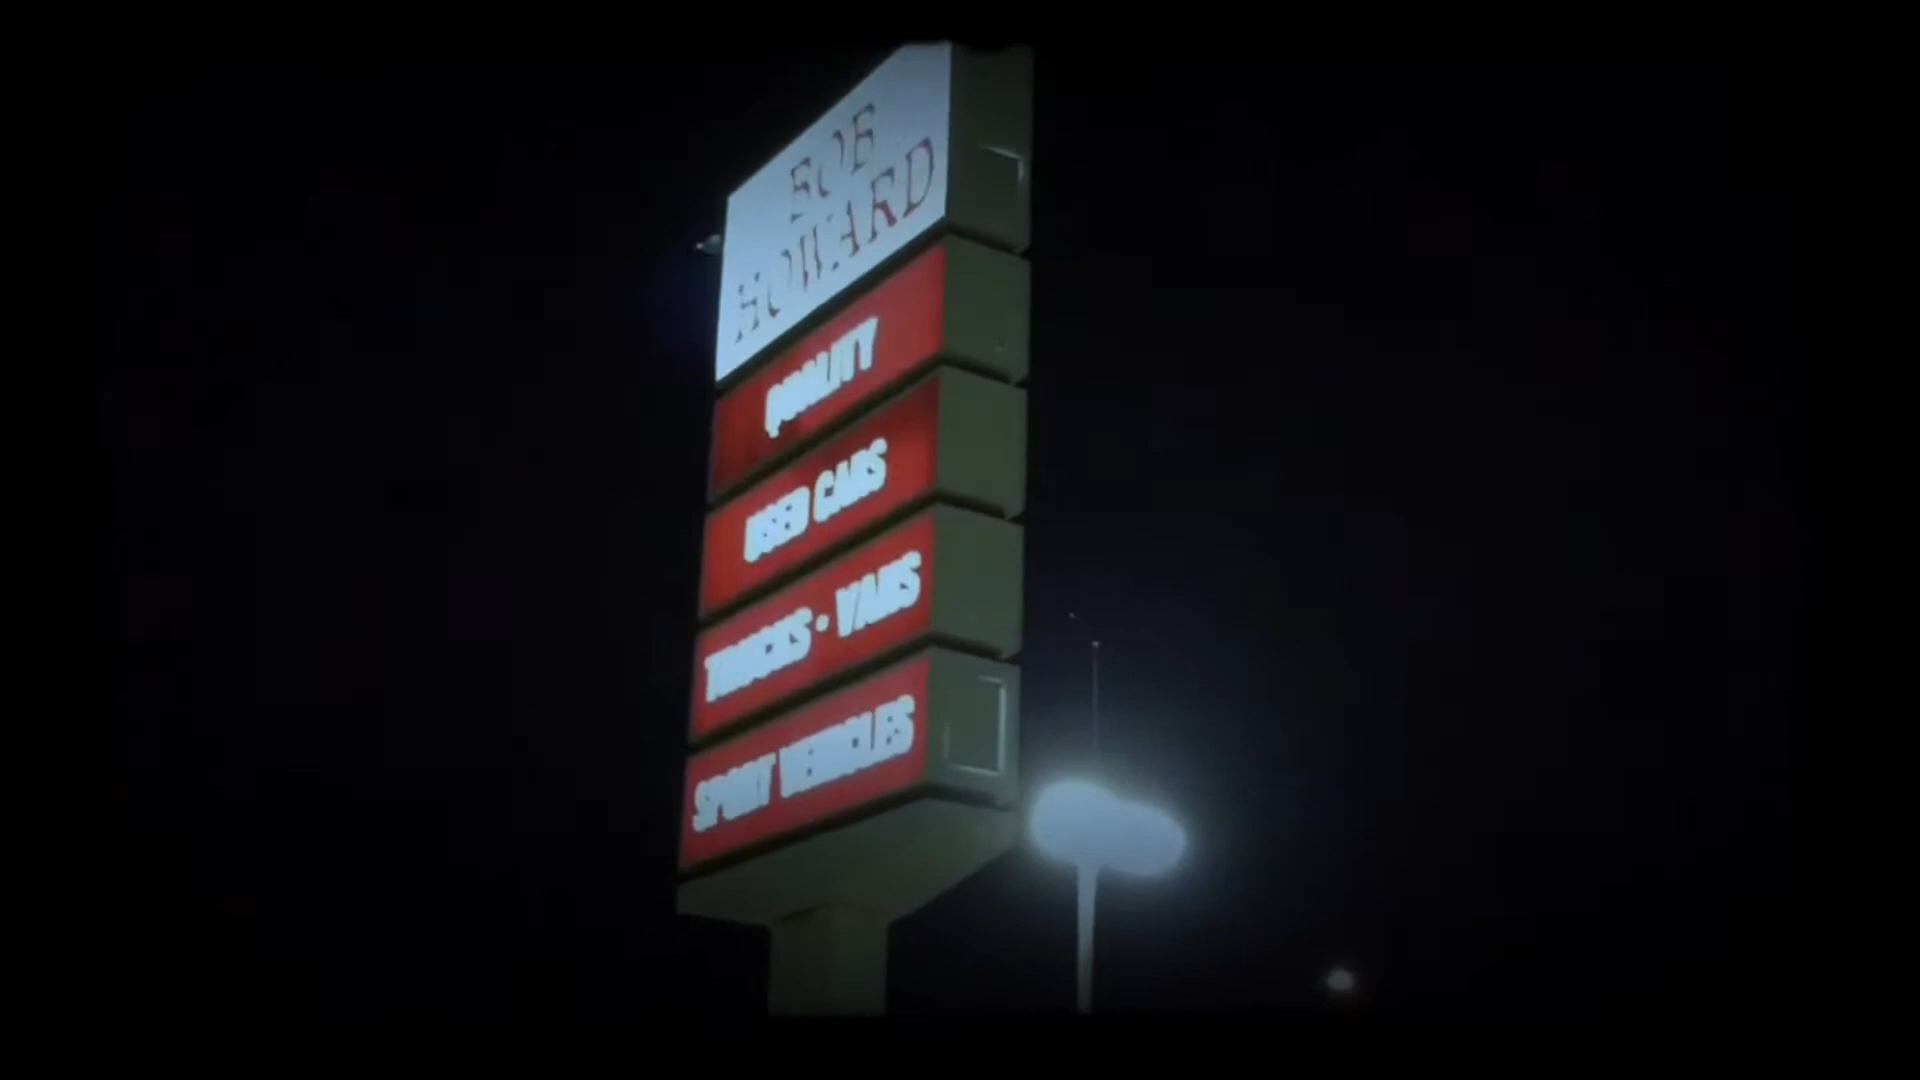 BOB
HOWARD
QUALITY
USED CARS
TRUCKS • VANS
SPORT VEHICLES